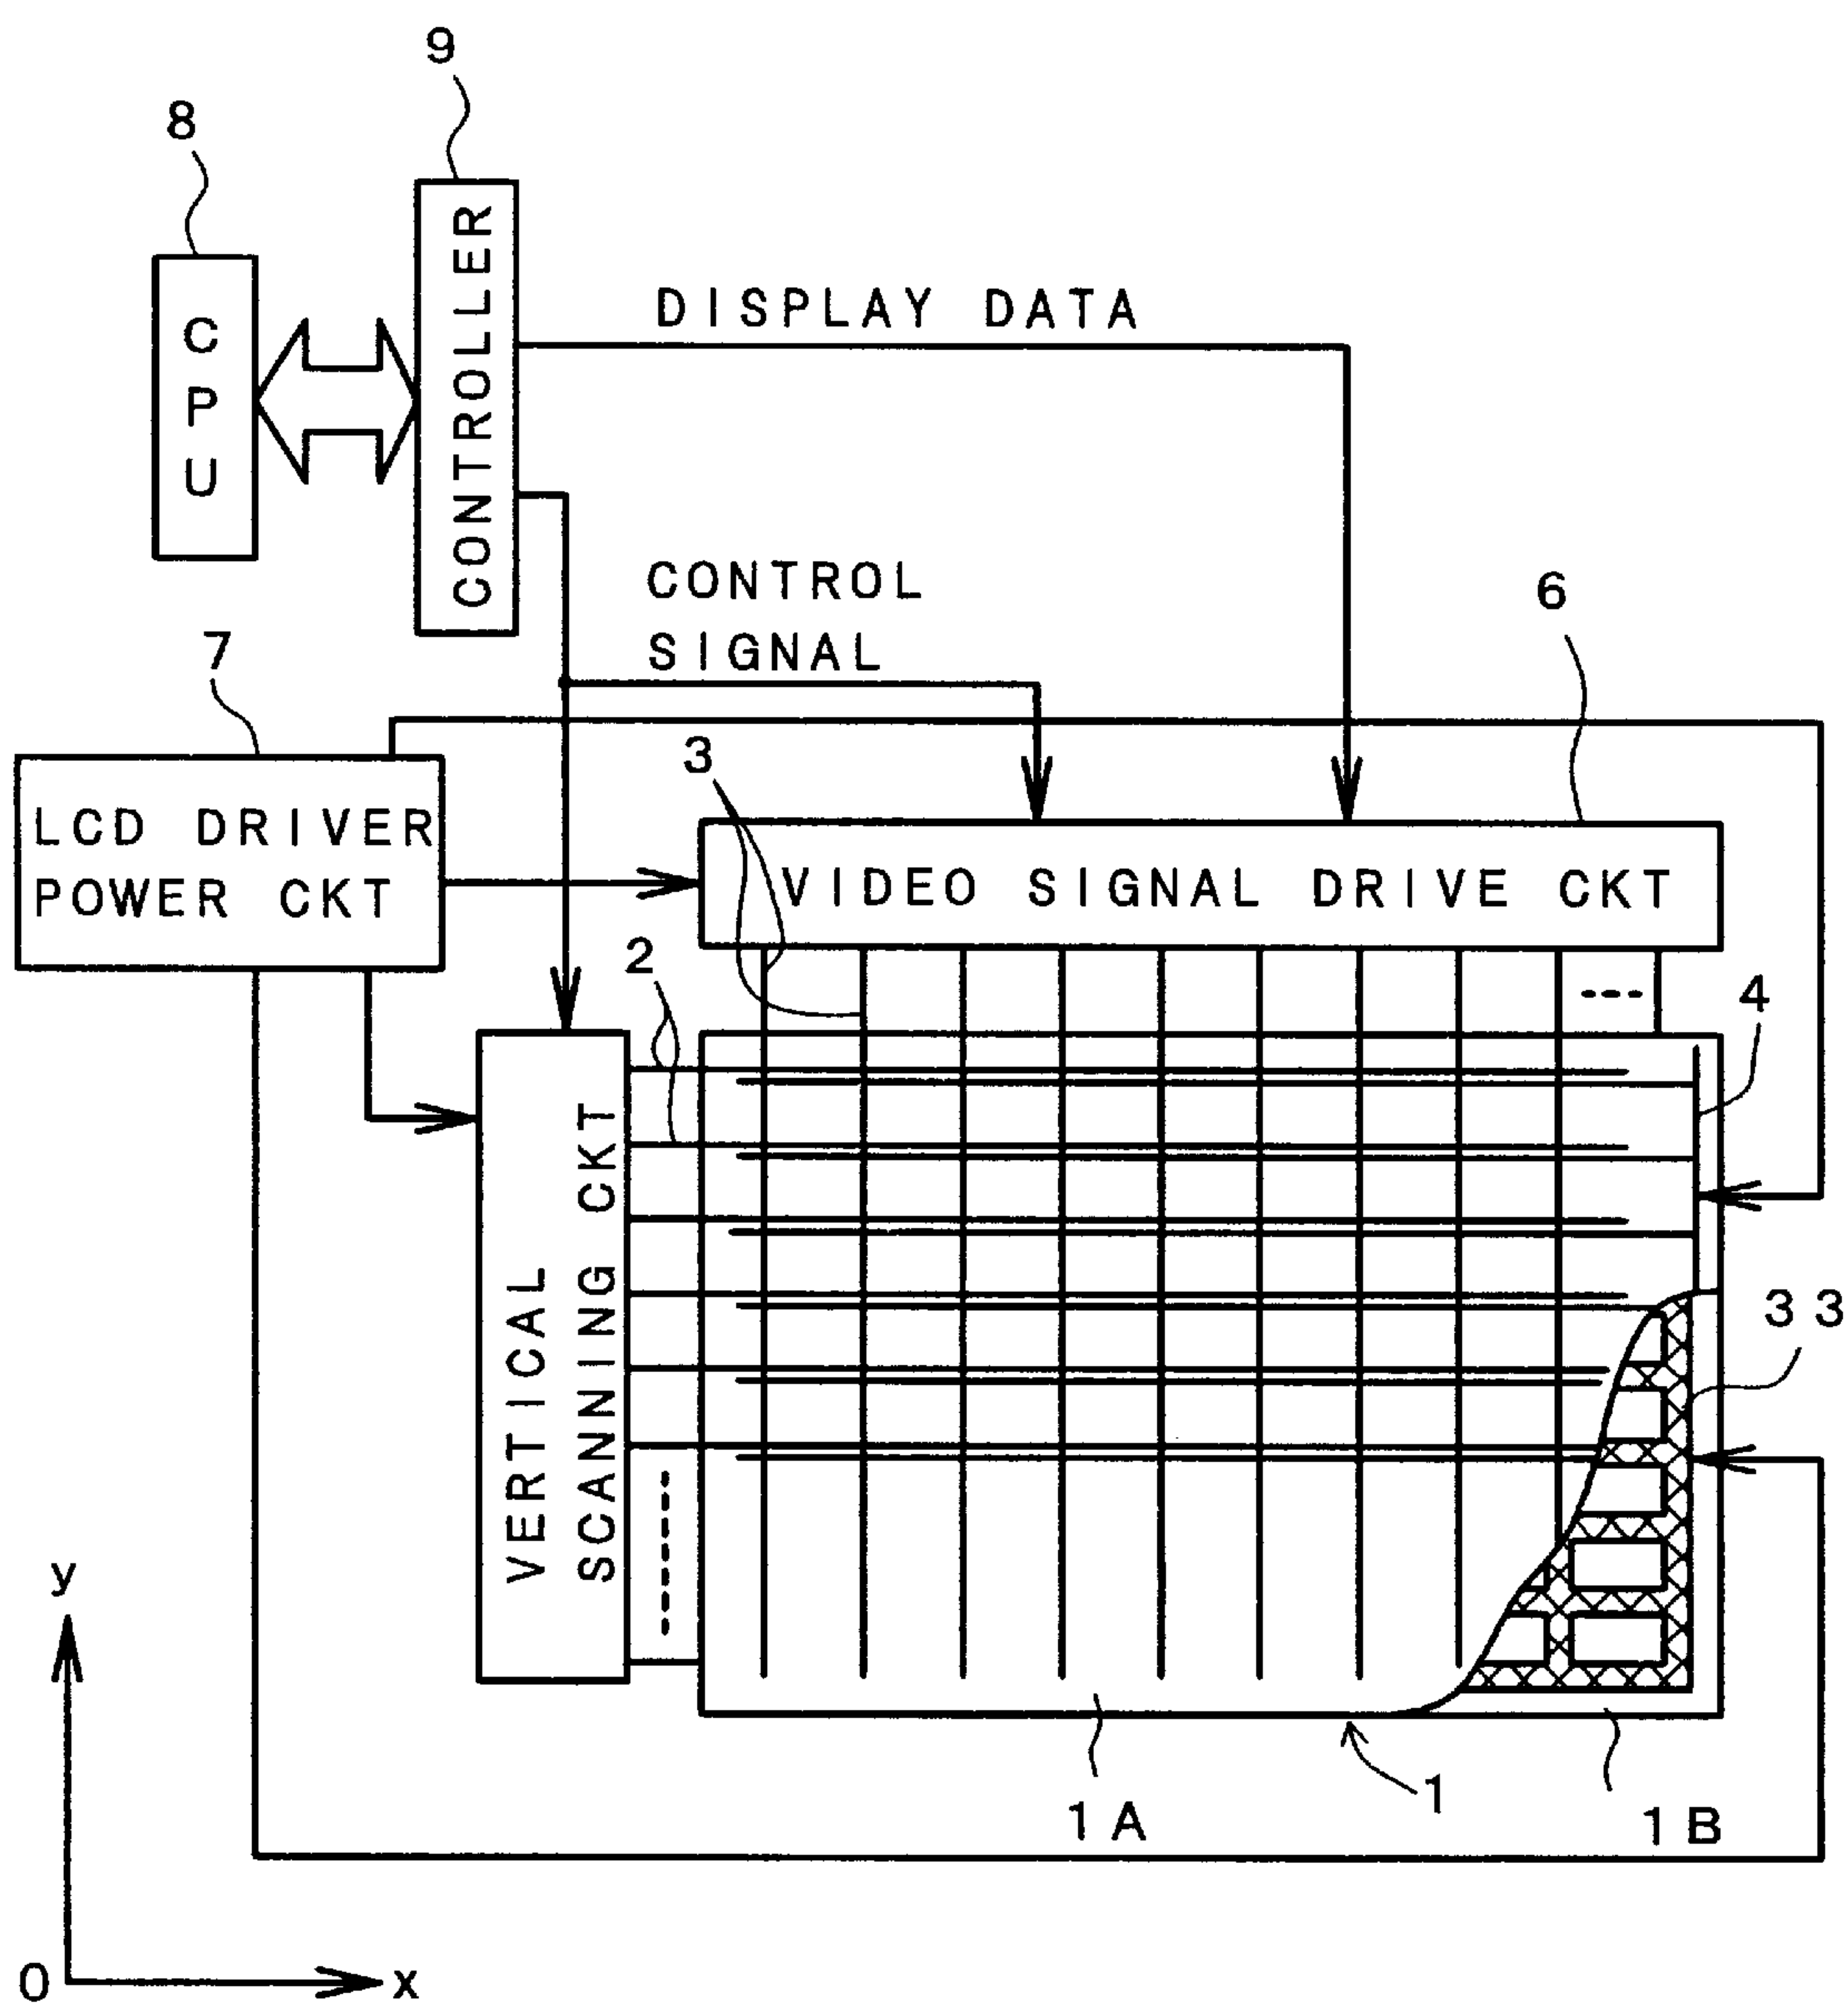 9
8
CPU
CONTROLLER
DISPLAY DATA
CONTROL
SIGNAL
6
7
3
LCD DRIVER
POWER CKT
VIDEO SIGNAL DRIVE CKT
2
4
VERTICAL
SCANNING CKT
33
y
1
1A
1B
0
x